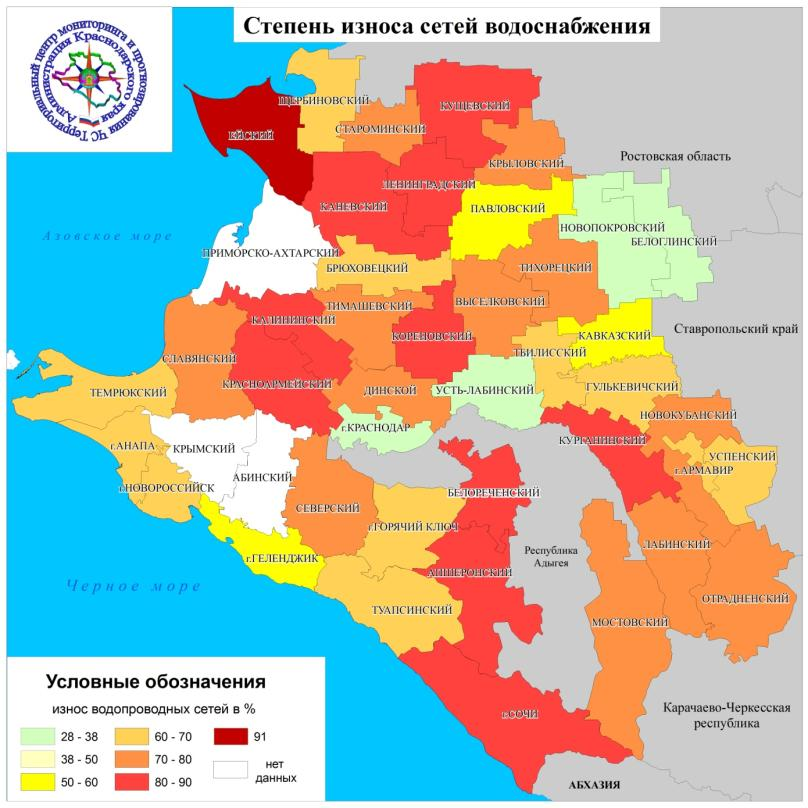 Степень износа сетей водоснабжения
Территориальный центр мониторинга и прогнозирования ЧС
Администрация Краснодарского края
ЩЕРБИНОВСКИЙ
КУЩЕВСКИЙ
СТАРОМИНСКИЙ
ЕЙСКИЙ
КРЫЛОВСКИЙ
Ростовская область
ЛЕНИНГРАДСКИЙ
КАНЕВСКИЙ
ПАВЛОВСКИЙ
НОВОПОКРОВСКИЙ
Азовское море
БЕЛОГЛИНСКИЙ
ПРИМОРСКО-АХТАРСКИЙ
БРЮХОВЕЦКИЙ
ТИХОРЕЦКИЙ
ТИМАШЕВСКИЙ
ВЫСЕЛКОВСКИЙ
КАЛИНИНСКИЙ
Ставропольский край
КОРЕНОВСКИЙ
КАВКАЗСКИЙ
ТБИЛИССКИЙ
СЛАВЯНСКИЙ
КРАСНОАРМЕЙСКИЙ
ДИНСКОЙ
УСТЬ-ЛАБИНСКИЙ
ГУЛЬКЕВИЧСКИЙ
ТЕМРЮКСКИЙ
НОВОКУБАНСКИЙ
г.КРАСНОДАР
КУРГАНИНСКИЙ
г.АНАПА
КРЫМСКИЙ
УСПЕНСКИЙ
г.АРМАВИР
АБИНСКИЙ
г.НОВОРОССИЙСК
БЕЛОРЕЧЕНСКИЙ
СЕВЕРСКИЙ
г.ГОРЯЧИЙ КЛЮЧ
ЛАБИНСКИЙ
г.ГЕЛЕНДЖИК
Республика
Адыгея
АПШЕРОНСКИЙ
Черное море
ОТРАДНЕНСКИЙ
ТУАПСИНСКИЙ
МОСТОВСКИЙ
Карачаево-Черкесская
республика
г.СОЧИ
АБХАЗИЯ
Условные обозначения
износ водопроводных сетей в %
28 - 38
38 - 50
50 - 60
60 - 70
70 - 80
80 - 90
91
нет
данных